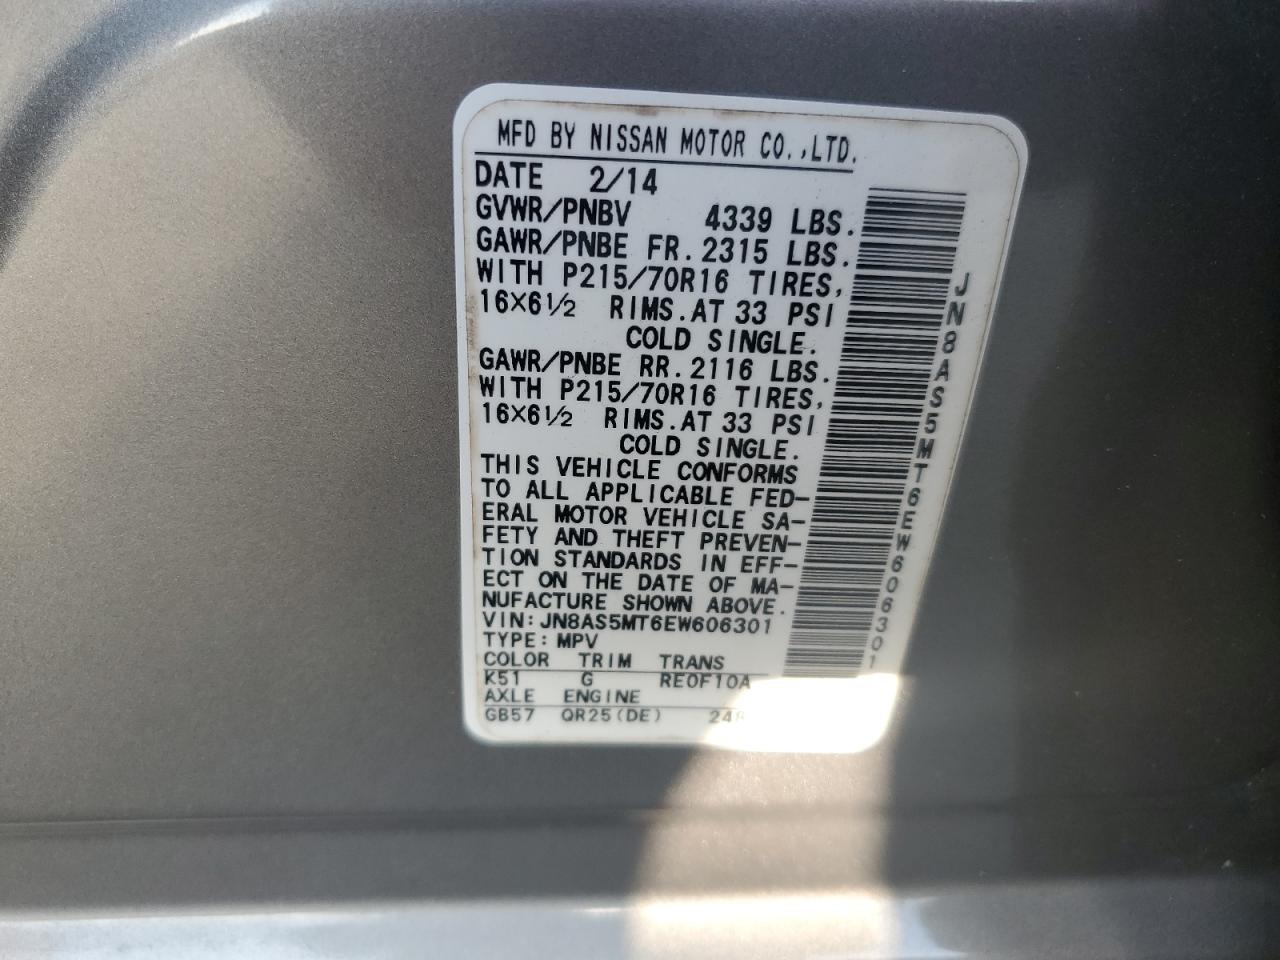 MFD BY NISSAN MOTOR CO.,LTD.
DATE 2/14
GVWR/PNBV 4339 LBS.
GAWR/PNBE FR. 2315 LBS.
WITH P215/70R16 TIRES,
16X6½ RIMS. AT 33 PSI
COLD SINGLE.
GAWR/PNBE RR. 2116 LBS.
WITH P215/70R16 TIRES,
16X6½ RIMS. AT 33 PSI
COLD SINGLE.
THIS VEHICLE CONFORMS
TO ALL APPLICABLE FED-
ERAL MOTOR VEHICLE SA-
FETY AND THEFT PREVEN-
TION STANDARDS IN EFF-
ECT ON THE DATE OF MA-
NUFACTURE SHOWN ABOVE.
VIN:JN8AS5MT6EW606301
TYPE:MPV
COLOR TRIM TRANS
K51 G RE0F10A
AXLE ENGINE
GB57 QR25(DE)
JN8AS5MT6EW606301